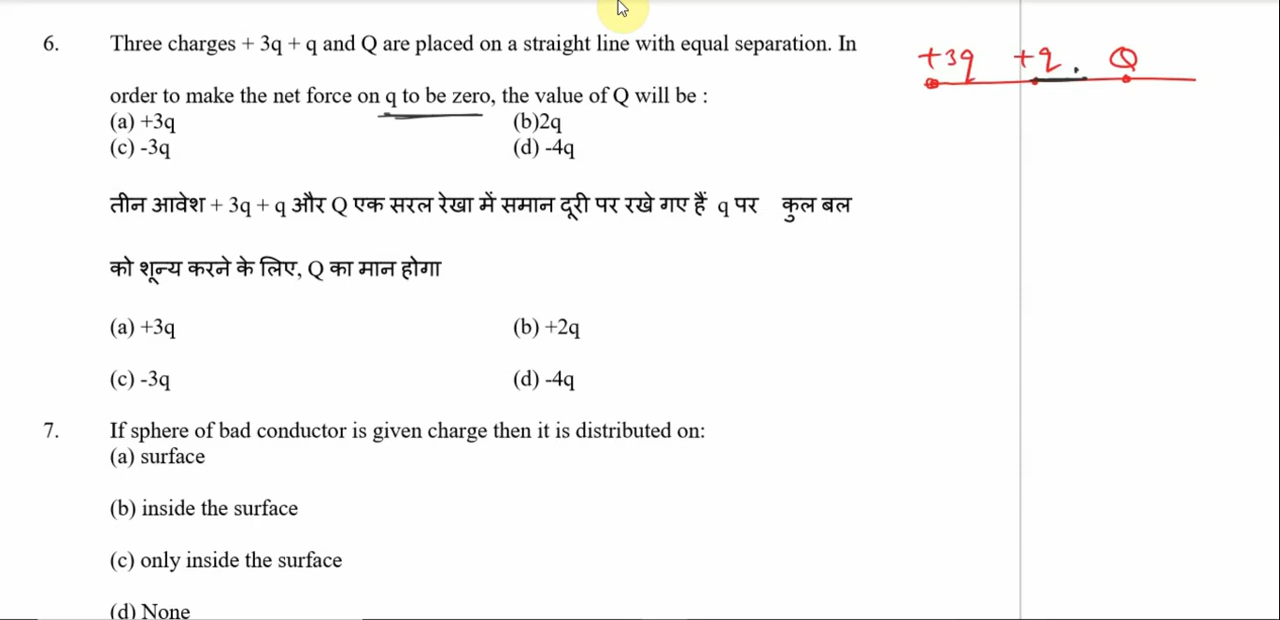 6. Three charges + 3q + q and Q are placed on a straight line with equal separation. In
order to make the net force on q to be zero, the value of Q will be :
(a) +3q (b)2q
(c) -3q (d) -4q
+3q +q . Q
तीन आवेश + 3q + q और Q एक सरल रेखा में समान दूरी पर रखे गए हैं q पर कुल बल
को शून्य करने के लिए, Q का मान होगा
(a) +3q (b) +2q
(c) -3q (d) -4q
7. If sphere of bad conductor is given charge then it is distributed on:
(a) surface
(b) inside the surface
(c) only inside the surface
(d) None